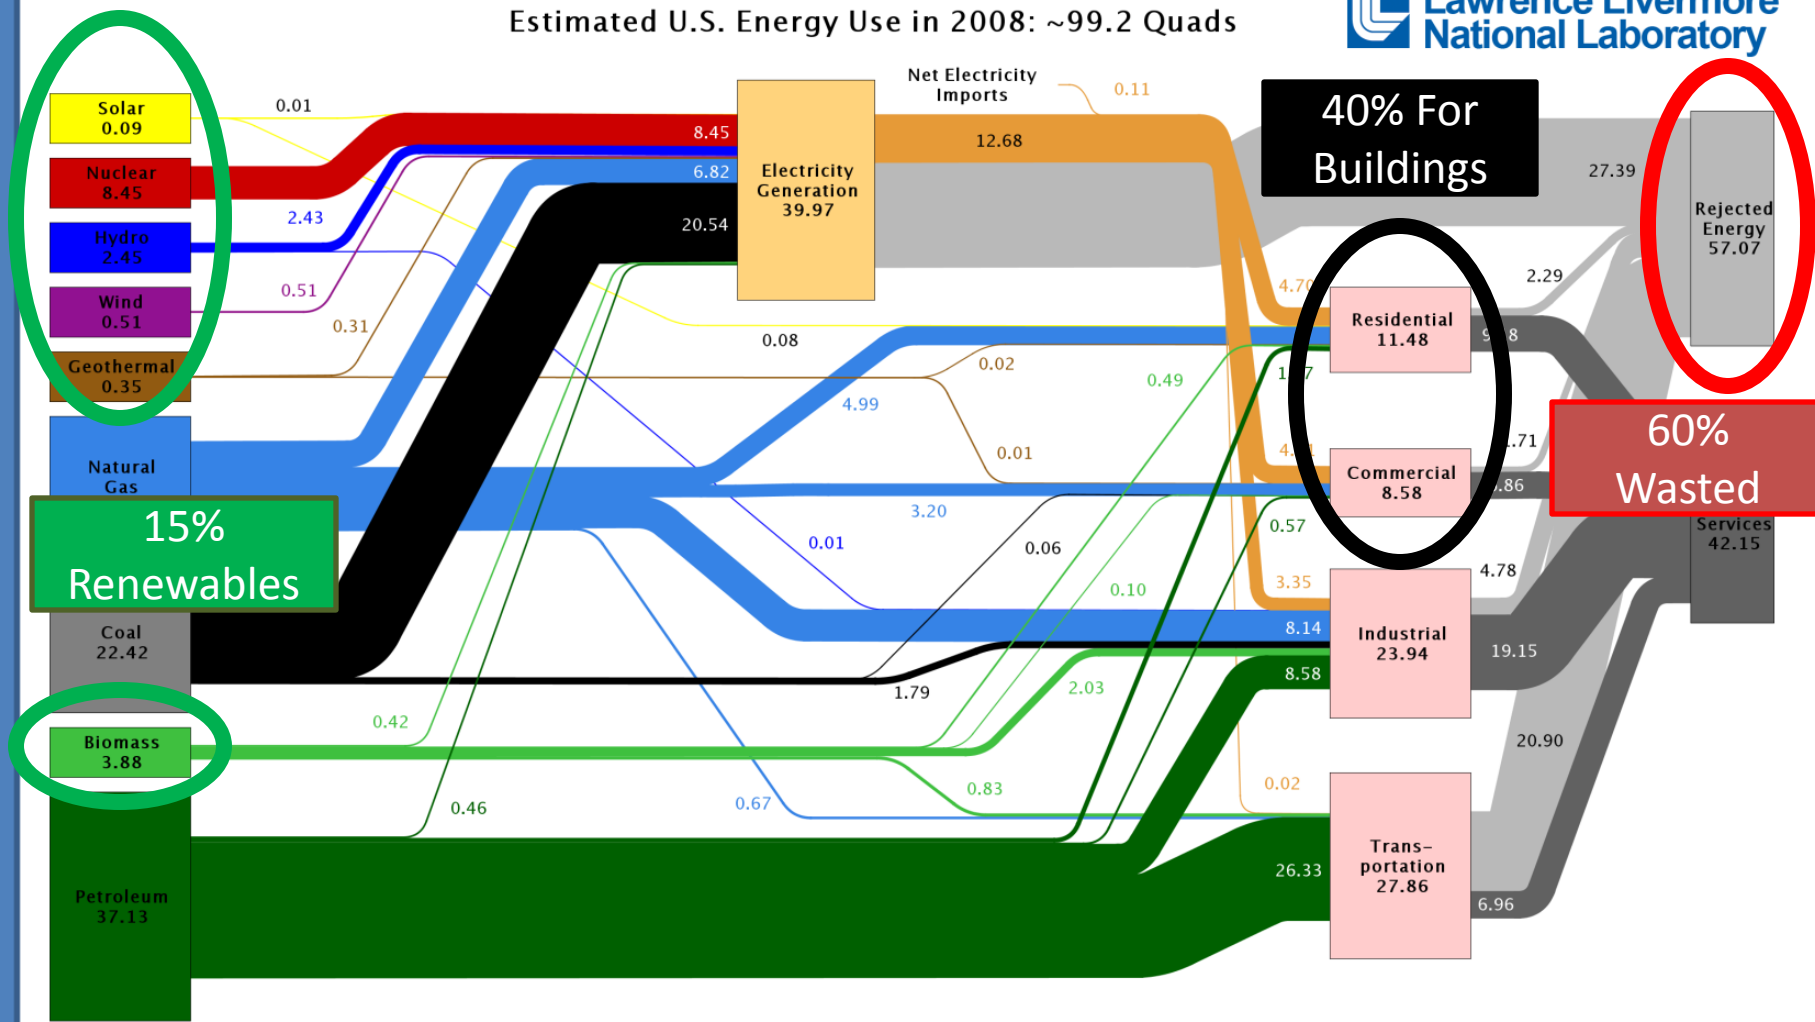 Estimated U.S. Energy Use in 2008: ~99.2 Quads
Lawrence Livermore
National Laboratory
Solar
0.09
Nuclear
8.45
Hydro
2.45
Wind
0.51
Geothermal
0.35
Natural
Gas
15%
Renewables
Coal
22.42
Biomass
3.88
Petroleum
37.13
0.01
2.43
0.51
0.31
0.42
0.46
8.45
6.82
20.54
Electricity
Generation
39.97
Net Electricity
Imports
0.11
12.68
0.08
0.02
4.99
0.01
3.20
0.01
0.06
0.49
0.10
1.79
2.03
0.83
0.67
40% For
Buildings
27.39
4.70
Residential
11.48
2.29
Commercial
8.58
0.57
3.35
8.14
8.58
Industrial
23.94
4.78
19.15
0.02
26.33
Trans-
portation
27.86
20.90
6.96
Rejected
Energy
57.07
60%
Wasted
Services
42.15